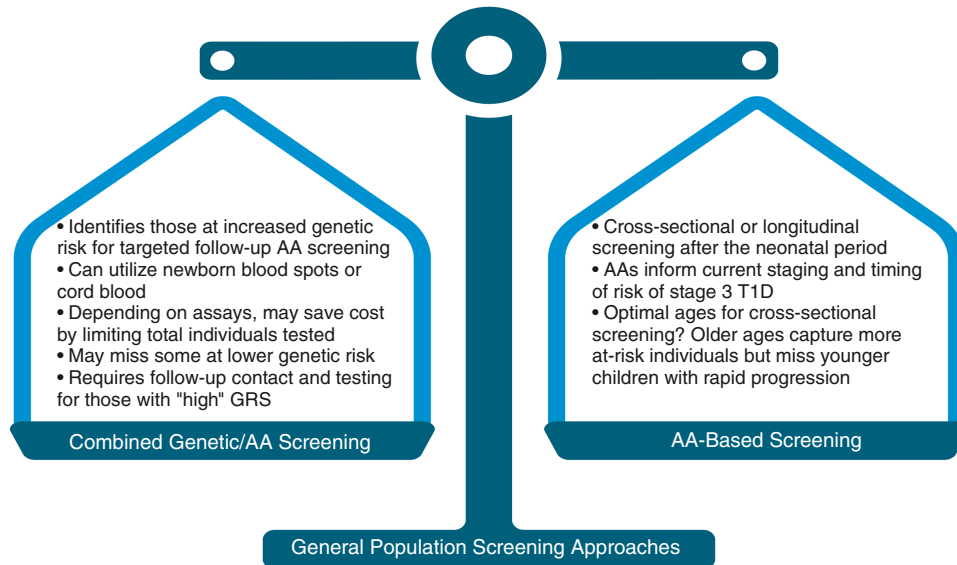 • Identifies those at increased genetic
risk for targeted follow-up AA screening
• Can utilize newborn blood spots or
cord blood
• Depending on assays, may save cost
by limiting total individuals tested
• May miss some at lower genetic risk
• Requires follow-up contact and testing
for those with "high" GRS
Combined Genetic/AA Screening
• Cross-sectional or longitudinal
screening after the neonatal period
• AAs inform current staging and timing
of risk of stage 3 T1D
• Optimal ages for cross-sectional
screening? Older ages capture more
at-risk individuals but miss younger
children with rapid progression
AA-Based Screening
General Population Screening Approaches